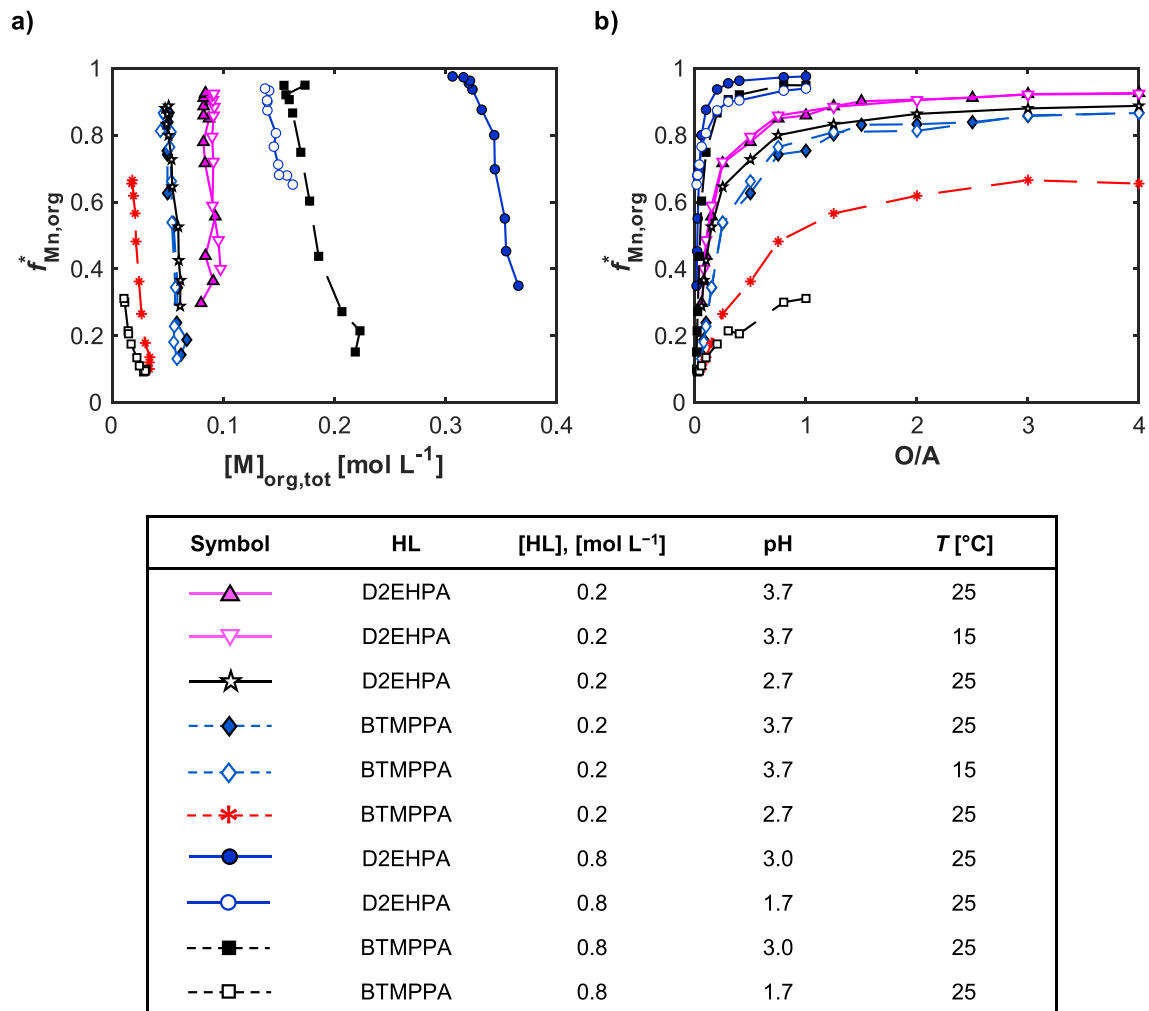 a)
b)
1
0.8
0.6
0.4
0.2
0
f*Mn,org
0 0.1 0.2 0.3 0.4
[M]org,tot [mol L−1]
1
0.8
0.6
0.4
0.2
0
f*Mn,org
0 1 2 3 4
O/A
Symbol HL [HL], [mol L−1] pH T [°C]
D2EHPA 0.2 3.7 25
D2EHPA 0.2 3.7 15
D2EHPA 0.2 2.7 25
BTMPPA 0.2 3.7 25
BTMPPA 0.2 3.7 15
BTMPPA 0.2 2.7 25
D2EHPA 0.8 3.0 25
D2EHPA 0.8 1.7 25
BTMPPA 0.8 3.0 25
BTMPPA 0.8 1.7 25